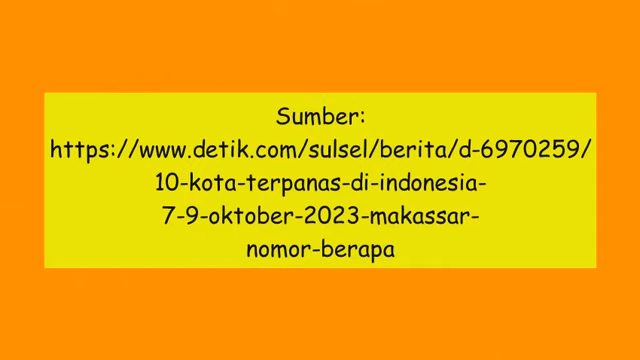 Sumber:
https://www.detik.com/sulsel/berita/d-6970259/
10-kota-terpanas-di-indonesia-
7-9-oktober-2023-makassar-
nomor-berapa